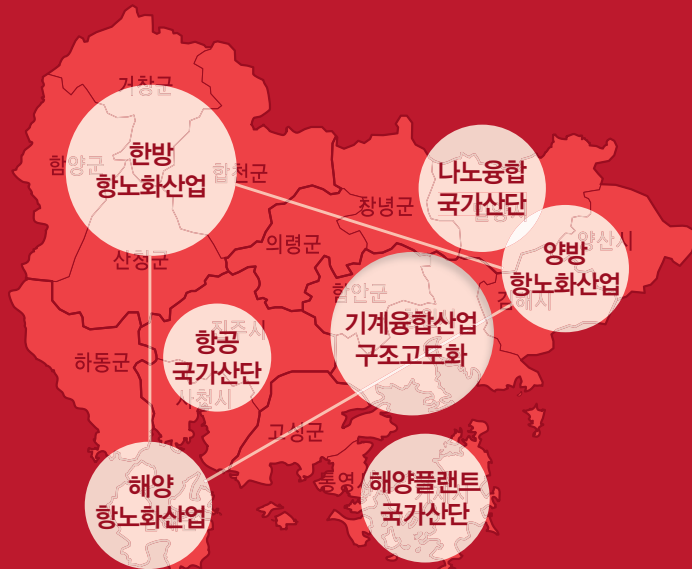 거창군
한방
항노화산업
함양군
합천군
산청군
나노융합
국가산단
창녕군
의령군
양방
항노화산업
양산시
김해시
함안군
기계융합산업
구조고도화
진주시
항공
국가산단
사천시
하동군
고성군
해양
항노화산업
통영시
해양플랜트
국가산단